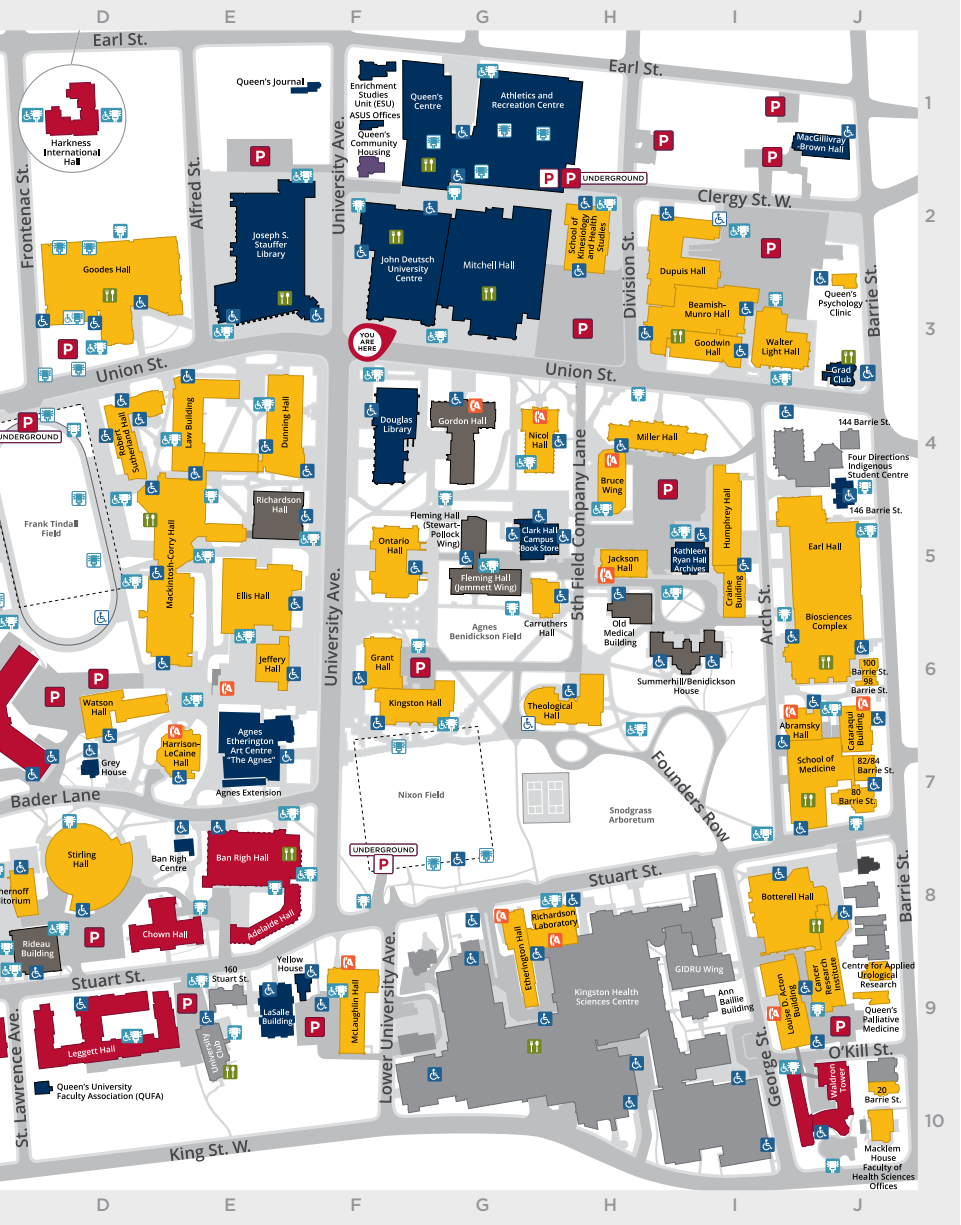 D
E
F
G
H
I
J
Earl St.
Earl St.
1
Harkness
International
Hall
Queen's Journal
Enrichment
Studies
Unit (ESU)
ASUS Offices
Queen's
Community
Housing
Queen's
Centre
Athletics and
Recreation Centre
P
P
P
P
MacGillivray
-Brown Hall
P
P
UNDERGROUND
Frontenac St.
Alfred St.
University Ave.
Clergy St. W.
2
Joseph S.
Stauffer
Library
John Deutsch
University
Centre
Mitchell Hall
School of
Kinesiology
and Health
Studies
Division St.
P
Dupuis Hall
Goodes Hall
Beamish-
Munro Hall
Queen's
Psychology
Clinic
Barrie St.
3
P
YOU
ARE
HERE
P
Goodwin
Hall
Walter
Light Hall
Grad
Club
Union St.
Union St.
P
UNDERGROUND
Robert
Sutherland Hall
Law Building
Dunning Hall
Douglas
Library
Gordon Hall
Nicol
Hall
Miller Hall
144 Barrie St.
4
Four Directions
Indigenous
Student Centre
146 Barrie St.
Bruce
Wing
P
Humphrey Hall
Frank Tindall
Field
Richardson
Hall
Mackintosh-Corry Hall
Fleming Hall
(Stewart-
Pollock
Wing)
Clark Hall
Campus
Book Store
5th Field Company Lane
Ontario
Hall
Kathleen
Ryan Hall
Archives
Earl Hall
5
Jackson
Hall
Fleming Hall
(Jemmett Wing)
Craine
Building
Ellis Hall
University Ave.
Carruthers
Hall
Old
Medical
Building
Arch St.
Biosciences
Complex
Agnes
Benidickson Field
Jeffery
Hall
Grant
Hall
P
Summerhill/Benidickson
House
100
Barrie St.
98
Barrie St.
6
P
P
Watson
Hall
Kingston Hall
Theological
Hall
Abramsky
Hall
Cataraqui
Building
Harrison-
LeCaine
Hall
Agnes
Etherington
Art Centre
“The Agnes”
Grey
House
School of
Medicine
82/84
Barrie St.
7
Agnes Extension
80
Barrie St.
Bader Lane
Nixon Field
Snodgrass
Arboretum
Founders Row
Stirling
Hall
Ban Righ
Centre
Ban Righ Hall
UNDERGROUND
P
Stuart St.
Barrie St.
8
hernoff
itorium
Chown Hall
Adelaide Hall
Botterell Hall
Rideau
Building
P
Etherington Hall
Richardson
Laboratory
Stuart St.
160
Stuart St.
Yellow
House
Lower University Ave.
GIDRU Wing
Cancer
Research
Institute
Centre for Applied
Urological
Research
Kingston Health
Sciences Centre
Louise D. Acton
Building
Ann
Baillie
Building
9
P
LaSalle
Building
P
McLaughlin Hall
P
Queen's
Palliative
Medicine
St. Lawrence Ave.
Leggett Hall
University
Club
George St.
O'Kill St.
Queen's University
Faculty Association (QUFA)
Waldron
Tower
20
Barrie St.
10
King St. W.
Macklem
House
Faculty of
Health Sciences
Offices
D
E
F
G
H
I
J